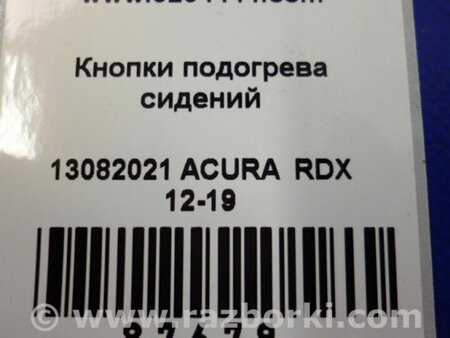 Кнопки подогрева
сидений
13082021 ACURA RDX
12-19
www.razborki.com